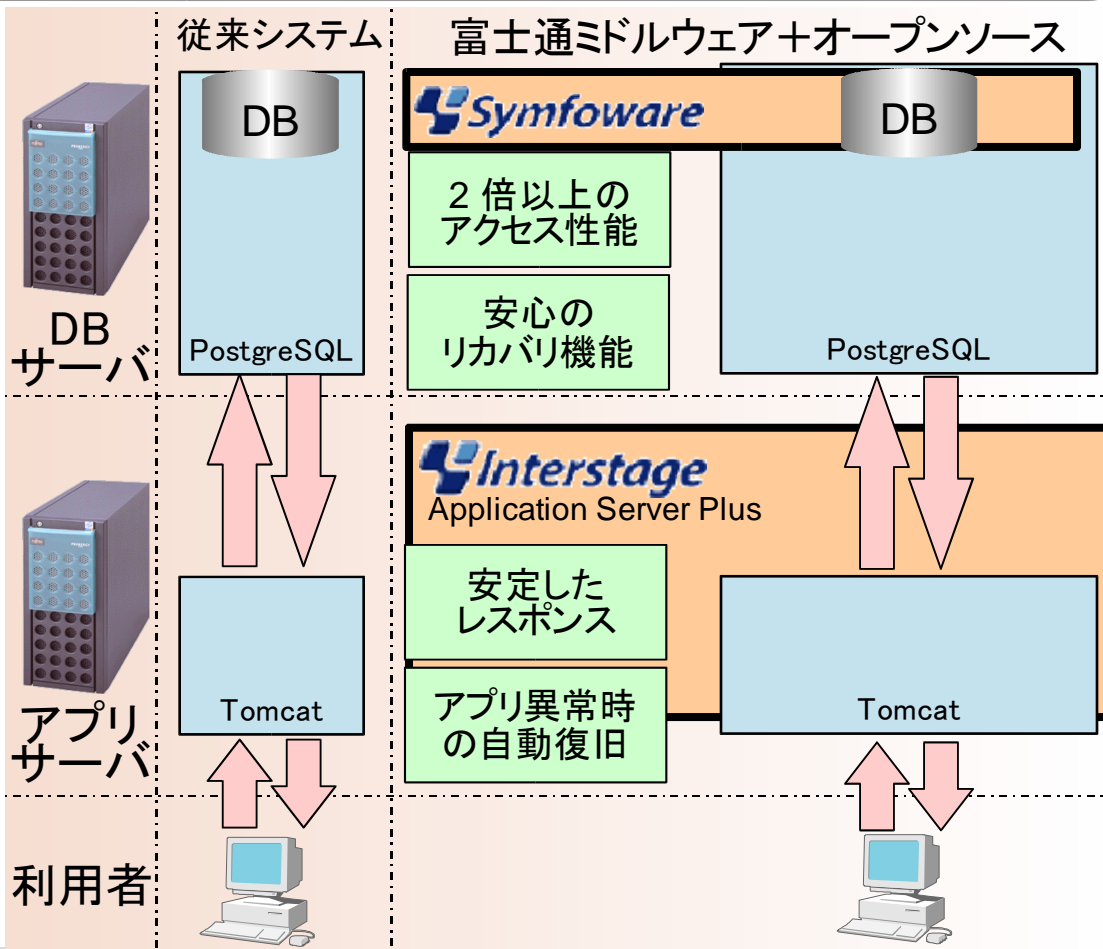 従来システム
富士通ミドルウェア＋オープンソース
DB
Symfoware
DB
2 倍以上の
アクセス性能
安心の
リカバリ機能
DB
サーバ
PostgreSQL
PostgreSQL
Interstage
Application Server Plus
安定した
レスポンス
アプリ異常時
の自動復旧
アプリ
サーバ
Tomcat
Tomcat
利用者